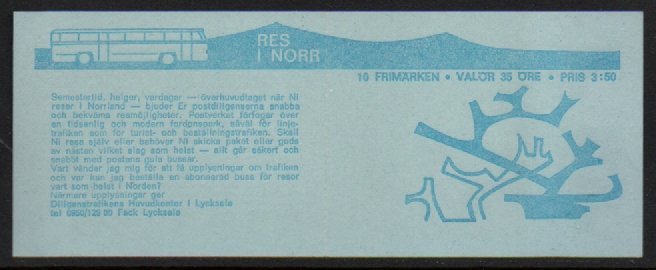 RES
I NORR
10 FRIMÄRKEN • VALÖR 35 ÖRE • PRIS 3:50
Semestertid, helger, vardagar — överhuvudtaget när Ni
reser i Norrland — bjuder Er postdiligenserna snabba
och bekväma resmöjligheter. Postverket förfogar över
en tidsenlig och modern fordonspark, såväl för linje-
trafiken som för turist- och beställningstrafiken. Skall
Ni resa själv eller behöver Ni skicka paket eller gods
av nästan vilket slag som helst — allt går säkert och
snabbt med postens gula bussar.
Vart vänder jag mig för att få upplysningar om trafiken
och var kan jag beställa en abonnerad buss för resor
vart som helst i Norden?
Närmare upplysningar ger
Diligenstrafikens Huvudkontor i Lycksele
tel 0950/123 00 Fack Lycksele